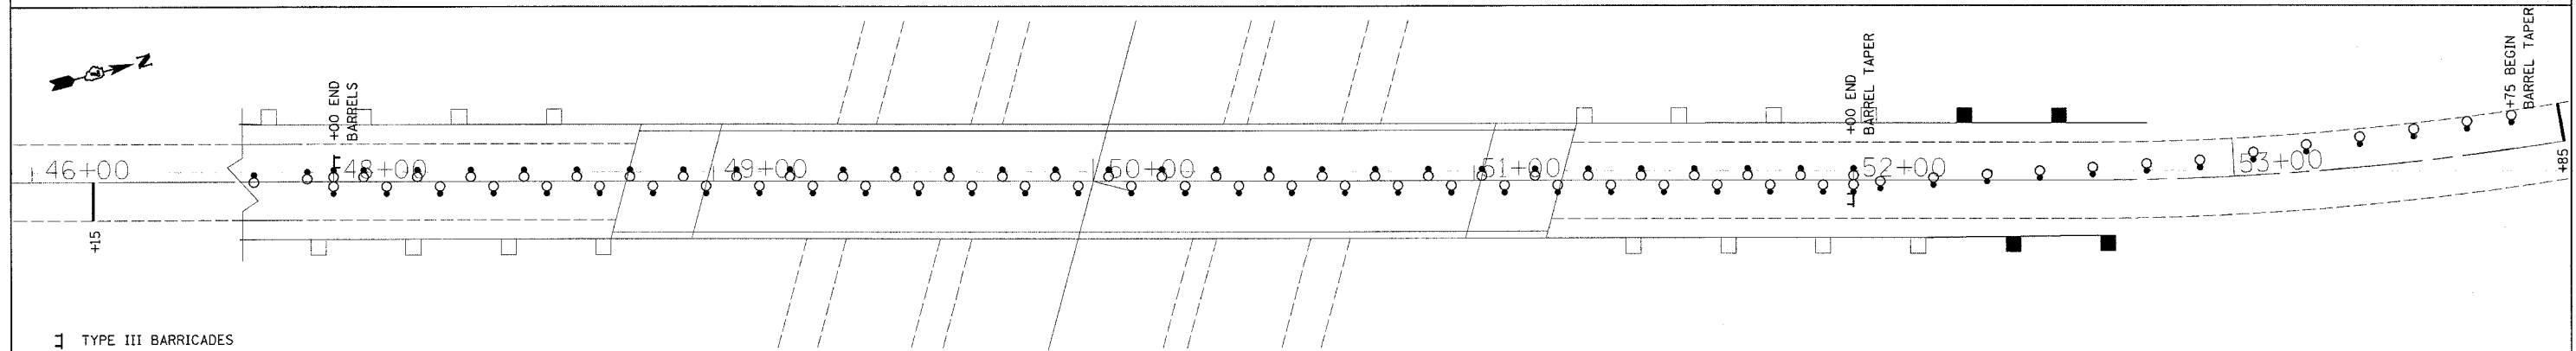 N
+00 END
BARRELS
+00 END
BARREL TAPER
+75 BEGIN
BARREL TAPER
46+00
48+00
49+00
50+00
51+00
52+00
53+00
+15
+85
TYPE III BARRICADES